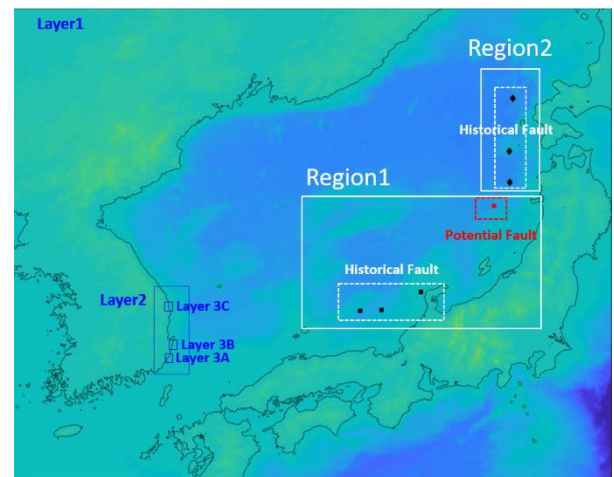 Layer1
Region2
Historical Fault
Region1
Potential Fault
Historical Fault
Layer2
Layer 3C
Layer 3B
Layer 3A